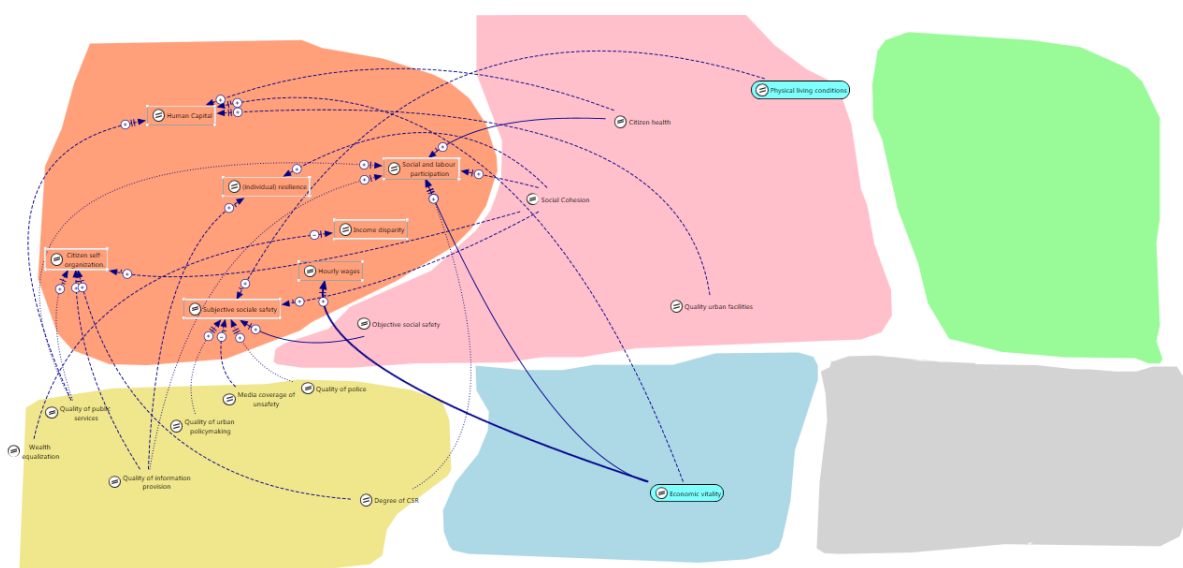 Physical living conditions
Human Capital
Citizen health
Social and labour
participation
(individual) resilience
Social Cohesion
Income disparity
Citizen self-
organization
Hourly wages
Subjective sociale safety
Quality urban facilities
Objective social safety
Quality of police
Media coverage of
unsafety
Quality of public
services
Quality of urban
policymaking
Wealth
equalization
Quality of information
provision
Degree of CSR
Economic vitality